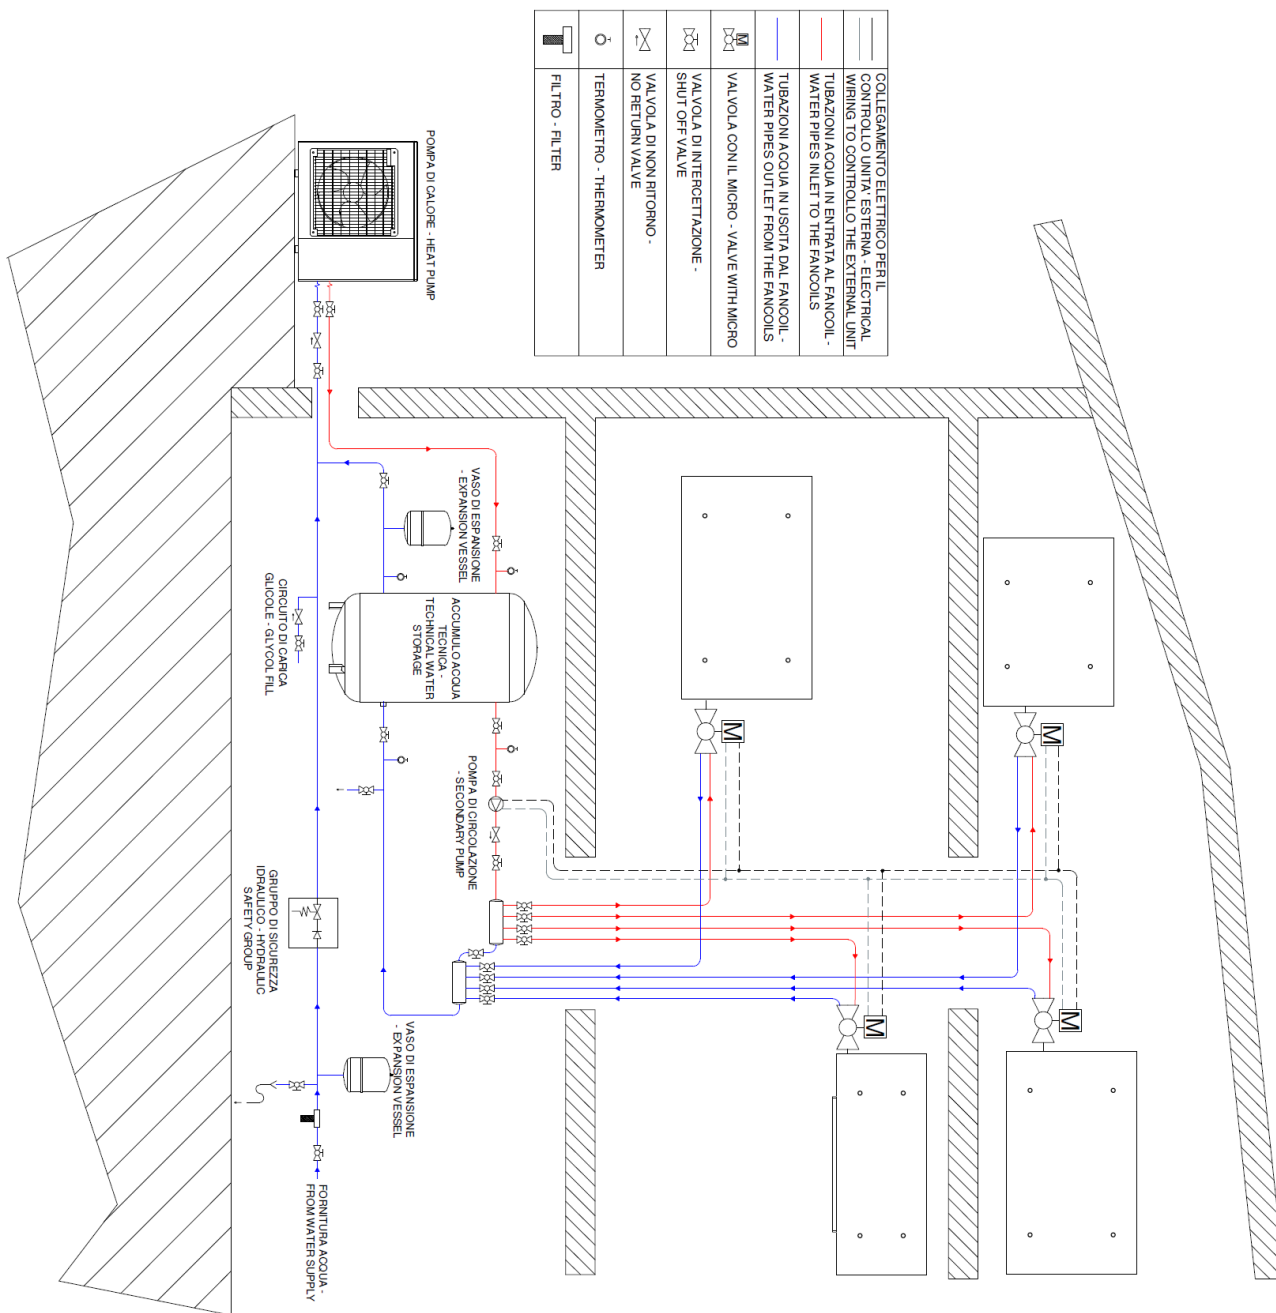 COLLEGAMENTO ELETTRICO PER IL
CONTROLLO UNITA' ESTERNA - ELECTRICAL
WIRING TO CONTROLLO THE EXTERNAL UNIT
TUBAZIONI ACQUA IN ENTRATA AL FANCOIL -
WATER PIPES INLET TO THE FANCOILS
TUBAZIONI ACQUA IN USCITA DAL FANCOIL -
WATER PIPES OUTLET FROM THE FANCOILS
VALVOLA CON IL MICRO - VALVE WITH MICRO
M
VALVOLA DI INTERCETTAZIONE -
SHUT OFF VALVE
VALVOLA DI NON RITORNO -
NO RETURN VALVE
TERMOMETRO - THERMOMETER
FILTRO - FILTER
POMPA DI CALORE - HEAT PUMP
VASO DI ESPANSIONE
- EXPANSION VESSEL
ACCUMULO ACQUA
TECNICA -
TECHNICAL WATER
STORAGE
CIRCUITO DI CARICA
GLICOLE - GLYCOL FILL
POMPA DI CIRCOLAZIONE
- SECONDARY PUMP
GRUPPO DI SICUREZZA
IDRAULICO - HYDRAULIC
SAFETY GROUP
VASO DI ESPANSIONE
- EXPANSION VESSEL
FORNITURA ACQUA -
FROM WATER SUPPLY
M
M
M
M